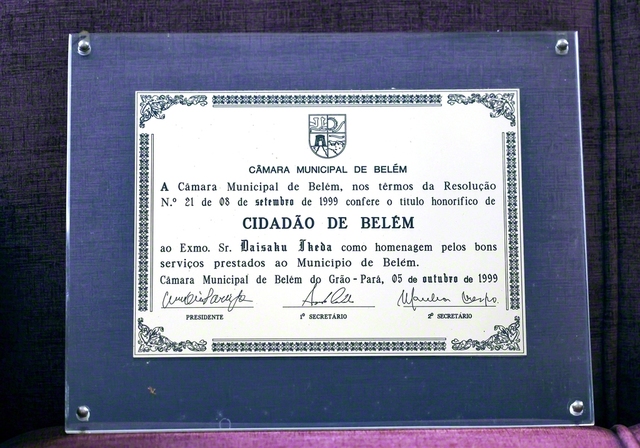 CÂMARA MUNICIPAL DE BELÉM
A Câmara Municipal de Belém, nos têrmos da Resolução
N.º 21 de 08 de setembro de 1999 confere o título honorífico de
CIDADÃO DE BELÉM
ao Exmo. Sr. Daisaku Ikeda como homenagem pelos bons
serviços prestados ao Município de Belém.
Câmara Municipal de Belém do Grão-Pará, 05 de outubro de 1999
PRESIDENTE 1º SECRETÁRIO 2º SECRETÁRIO